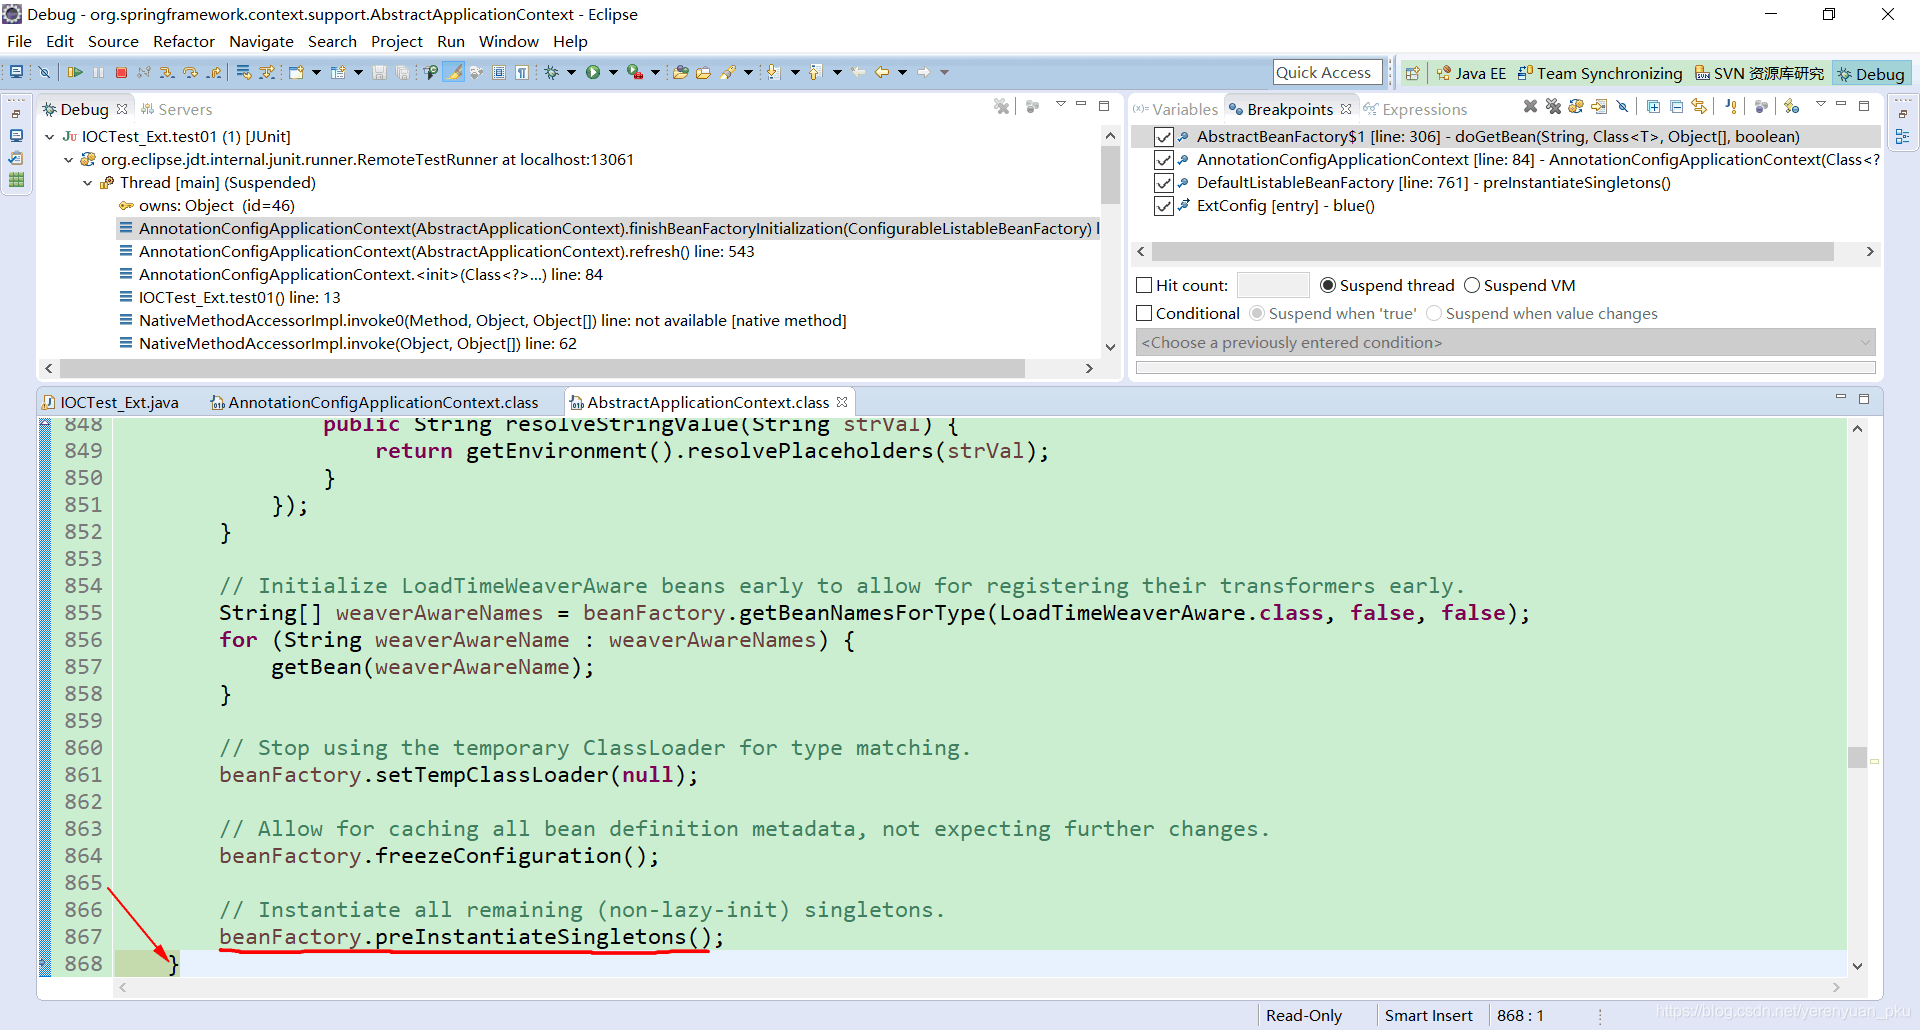 Debug - org.springframework.context.support.AbstractApplicationContext - Eclipse
File Edit Source Refactor Navigate Search Project Run Window Help
Quick Access
Java EE
Team Synchronizing
SVN 资源库研究
Debug
Debug
Servers
IOCTest_Ext.test01 (1) [JUnit]
org.eclipse.jdt.internal.junit.runner.RemoteTestRunner at localhost:13061
Thread [main] (Suspended)
owns: Object (id=46)
AnnotationConfigApplicationContext(AbstractApplicationContext).finishBeanFactoryInitialization(ConfigurableListableBeanFactory) l
AnnotationConfigApplicationContext(AbstractApplicationContext).refresh() line: 543
AnnotationConfigApplicationContext.<init>(Class<?>...) line: 84
IOCTest_Ext.test01() line: 13
NativeMethodAccessorImpl.invoke0(Method, Object, Object[]) line: not available [native method]
NativeMethodAccessorImpl.invoke(Object, Object[]) line: 62
Variables
Breakpoints
Expressions
AbstractBeanFactory$1 [line: 306] - doGetBean(String, Class<T>, Object[], boolean)
AnnotationConfigApplicationContext [line: 84] - AnnotationConfigApplicationContext(Class<?
DefaultListableBeanFactory [line: 761] - preInstantiateSingletons()
ExtConfig [entry] - blue()
Hit count:
Suspend thread
Suspend VM
Conditional
Suspend when 'true'
Suspend when value changes
<Choose a previously entered condition>
IOCTest_Ext.java
AnnotationConfigApplicationContext.class
AbstractApplicationContext.class
848 public String resolveStringValue(String strVal) {
849 return getEnvironment().resolvePlaceholders(strVal);
850 }
851 });
852 }
853
854 // Initialize LoadTimeWeaverAware beans early to allow for registering their transformers early.
855 String[] weaverAwareNames = beanFactory.getBeanNamesForType(LoadTimeWeaverAware.class, false, false);
856 for (String weaverAwareName : weaverAwareNames) {
857 getBean(weaverAwareName);
858 }
859
860 // Stop using the temporary ClassLoader for type matching.
861 beanFactory.setTempClassLoader(null);
862
863 // Allow for caching all bean definition metadata, not expecting further changes.
864 beanFactory.freezeConfiguration();
865
866 // Instantiate all remaining (non-lazy-init) singletons.
867 beanFactory.preInstantiateSingletons();
868 }
Read-Only
Smart Insert
868 : 1
https://blog.csdn.net/yerenyuan_pku